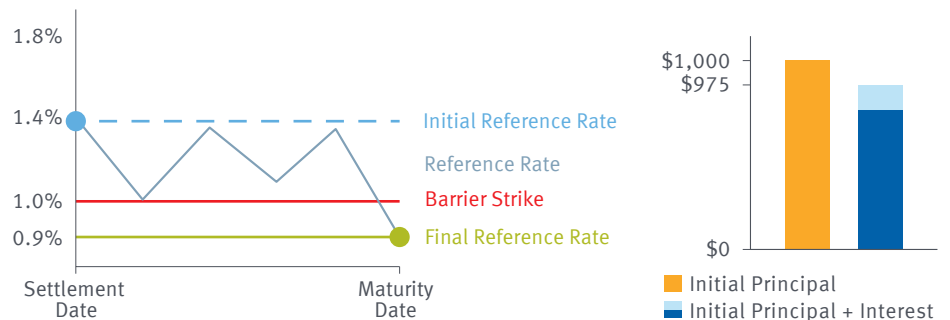 1.8%
1.4%
1.0%
0.9%
Initial Reference Rate
Reference Rate
Barrier Strike
Final Reference Rate
Settlement
Date
Maturity
Date
$1,000
$975
$0
Initial Principal
Initial Principal + Interest